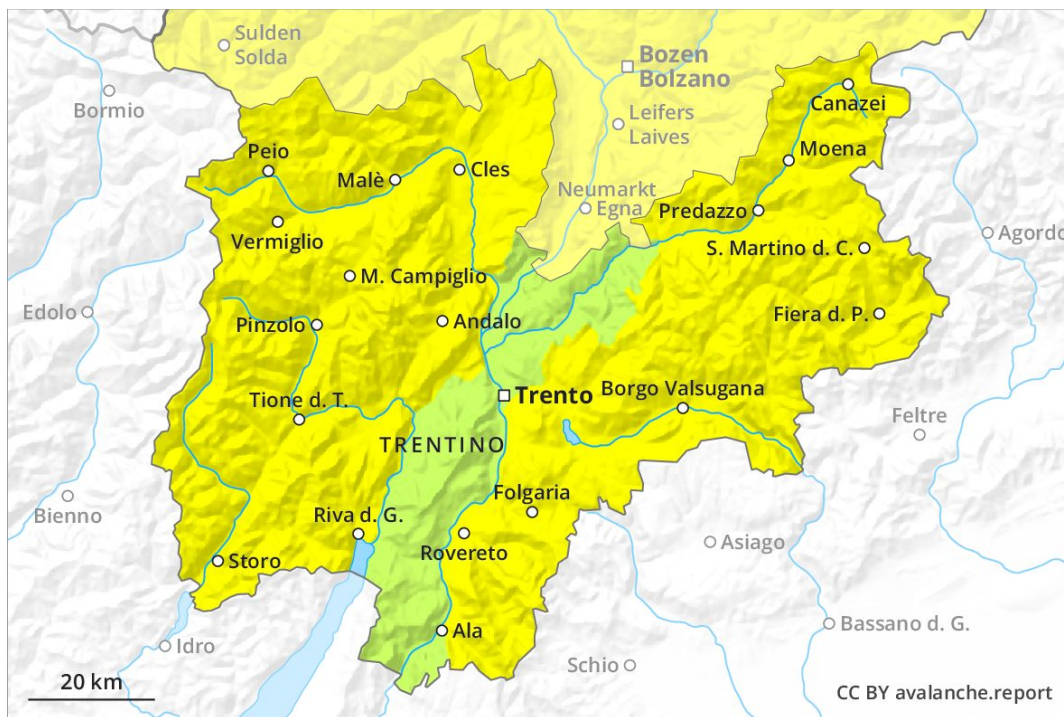 Sulden
Solda
Bozen
Bolzano
Canazei
Bormio
Leifers
Laives
Moena
Peio
Malè
Cles
Neumarkt
Egna
Predazzo
Vermiglio
S. Martino d. C.
Agordo
M. Campiglio
Edolo
Pinzolo
Andalo
Fiera d. P.
Tione d. T.
Trento
Borgo Valsugana
Feltre
TRENTINO
Bienno
Riva d. G.
Folgaria
Rovereto
Asiago
Storo
Ala
Bassano d. G.
Idro
Schio
20 km
CC BY avalanche.report